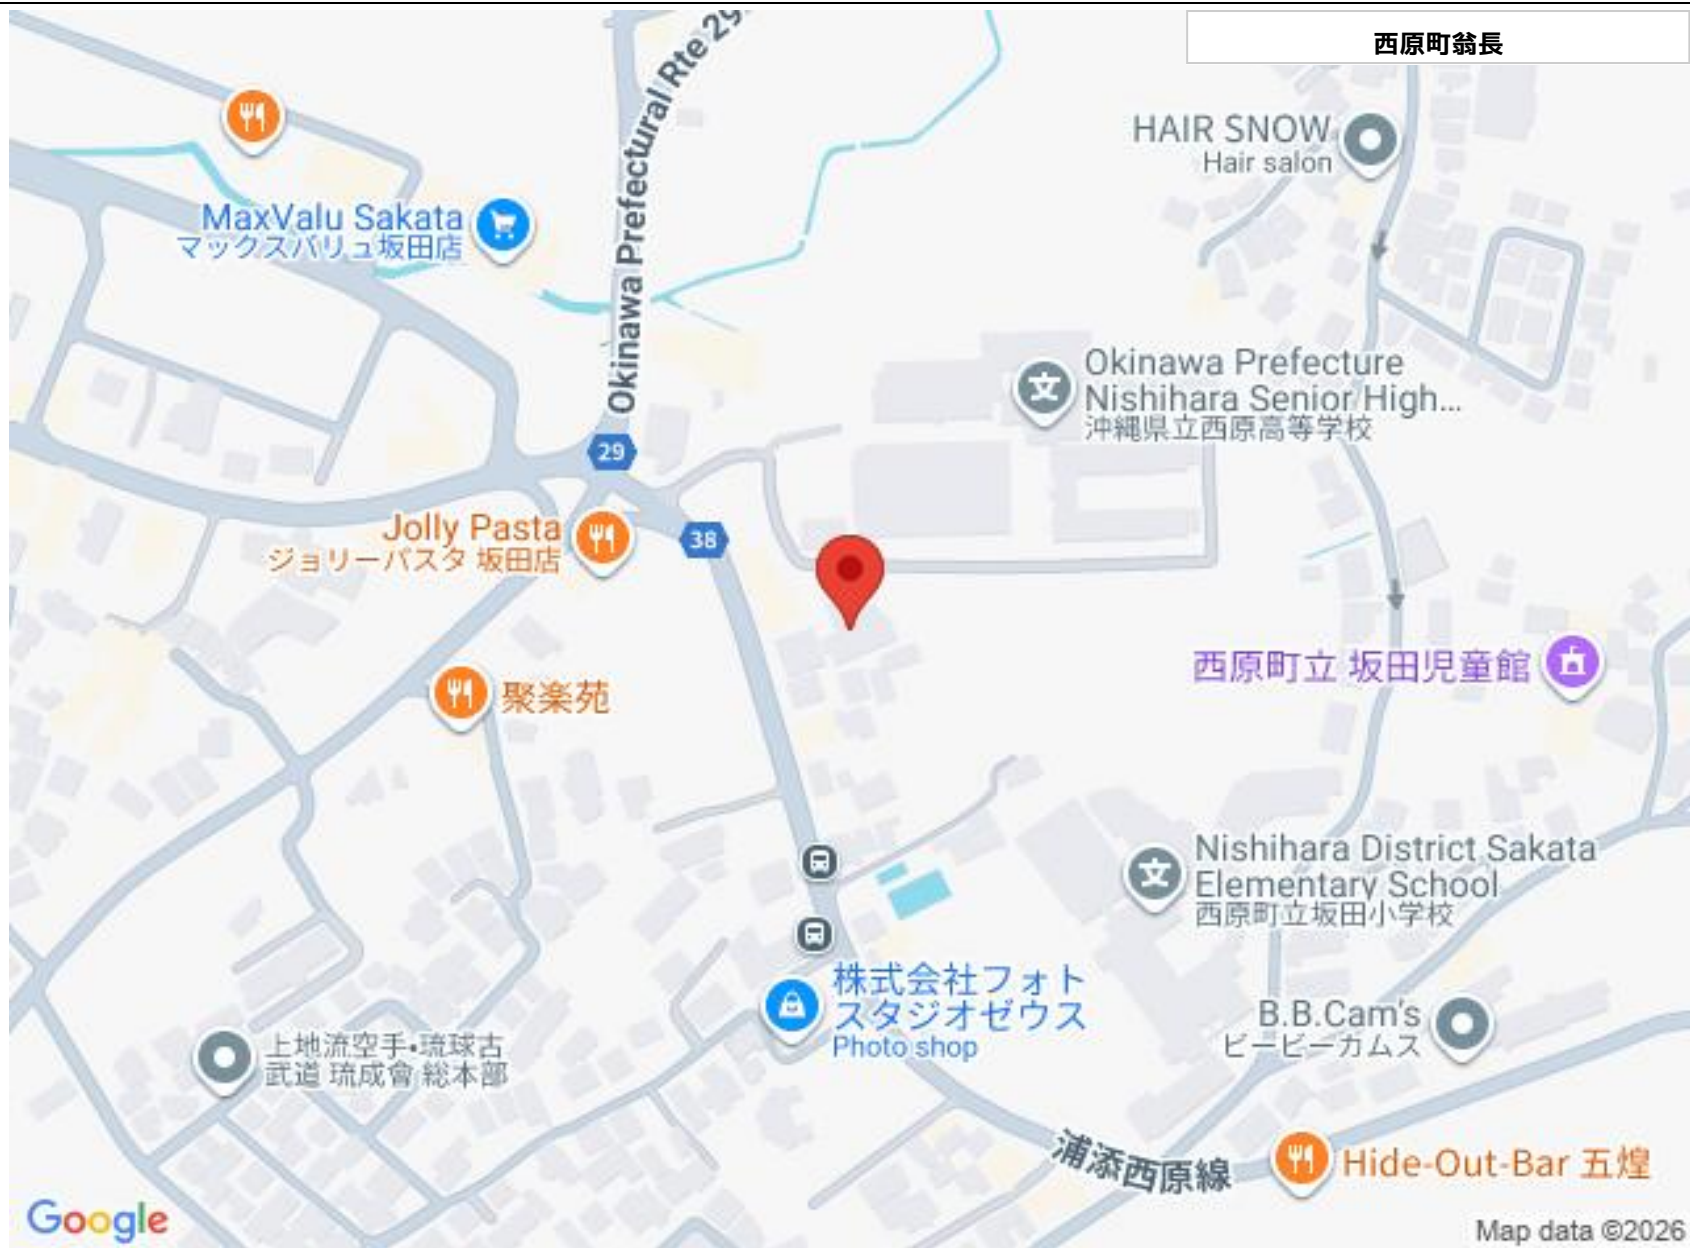 西原町翁長
Okinawa Prefectural Rte 29
HAIR SNOW
Hair salon
MaxValu Sakata
マックスバリュ坂田店
Okinawa Prefecture
Nishihara Senior High...
沖縄県立西原高等学校
29
Jolly Pasta
ジョリーパスタ 坂田店
38
西原町立 坂田児童館
聚楽苑
Nishihara District Sakata
Elementary School
西原町立坂田小学校
株式会社フォト
スタジオゼウス
Photo shop
B.B.Cam's
ビービーカムス
上地流空手•琉球古
武道 琉成會 総本部
浦添西原線
Hide-Out-Bar 五煌
Google
Map data ©2026